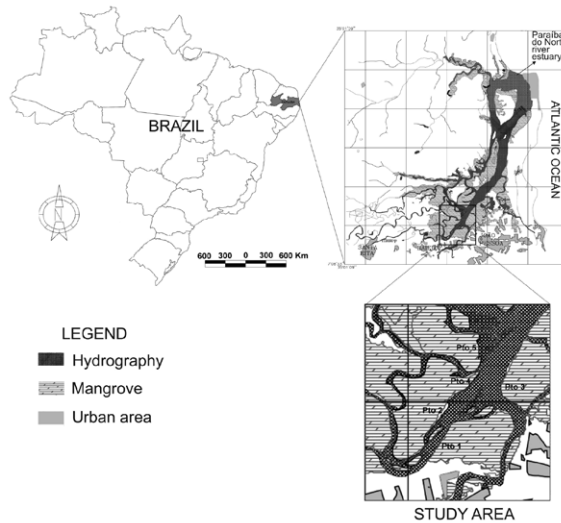 Paraíba
do Norte
river
estuary
BRAZIL
ATLANTIC OCEAN
N
600 300 0 300 600 Km
LEGEND
Hydrography
Mangrove
Urban area
Pto 5
Pto 4
Pto 3
Pto 2
Pto 1
STUDY AREA